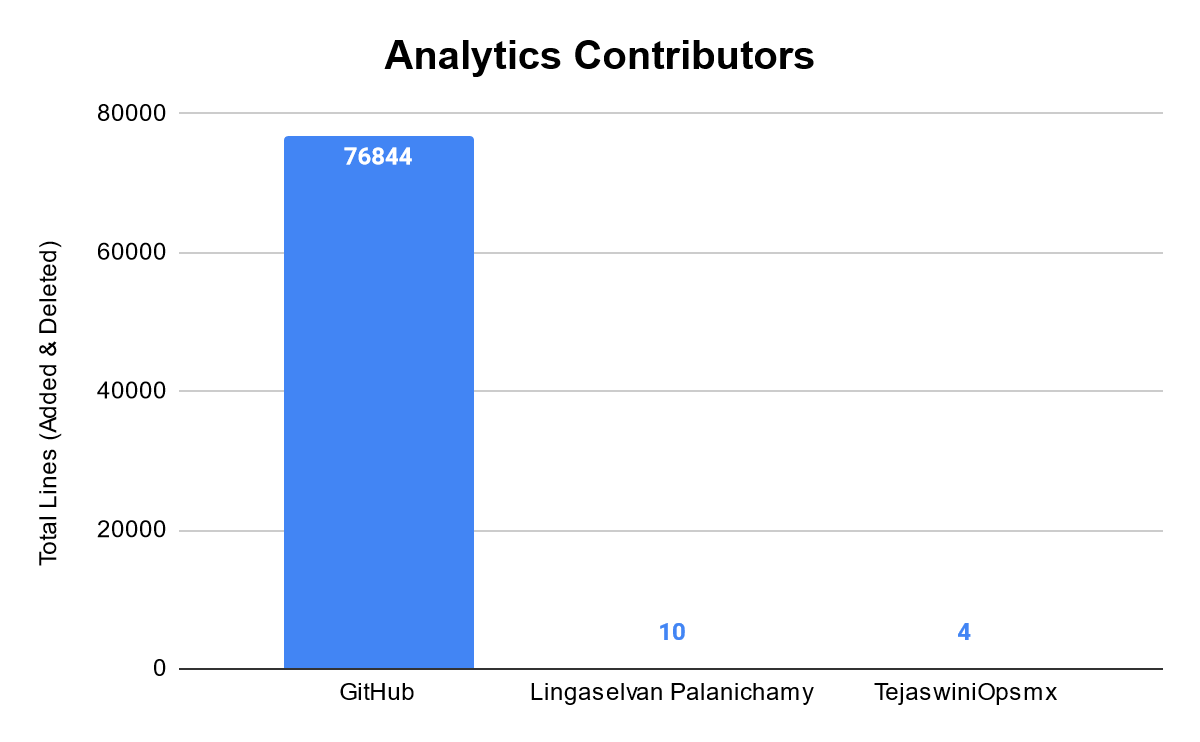 Analytics Contributors
Total Lines (Added & Deleted)
80000
60000
40000
20000
0
76844
10
4
GitHub
Lingaselvan Palanichamy
TejaswiniOpsmx